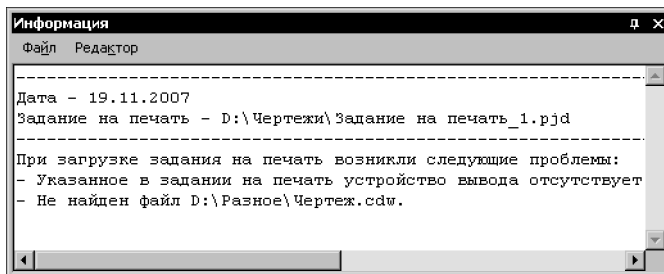 Информация
Файл Редактор
--------------------------------------------------------------
Дата - 19.11.2007
Задание на печать - D:\Чертежи\Задание на печать_1.pjd
--------------------------------------------------------------
При загрузке задания на печать возникли следующие проблемы:
- Указанное в задании на печать устройство вывода отсутствует
- Не найден файл D:\Разное\Чертеж.cdw.